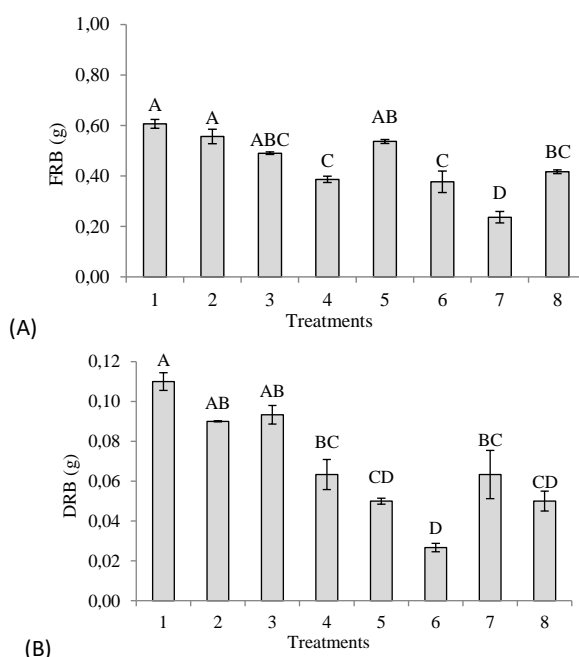 1,00
A
A
AB
0,80
ABC
BC
C
C
0,60
D
FRB (g)
0,40
0,20
0,00
1 2 3 4 5 6 7 8
Treatments
(A)
0,12
A
AB
AB
0,10
BC
BC
0,08
CD
CD
D
DRB (g)
0,06
0,04
0,02
0,00
1 2 3 4 5 6 7 8
Treatments
(B)